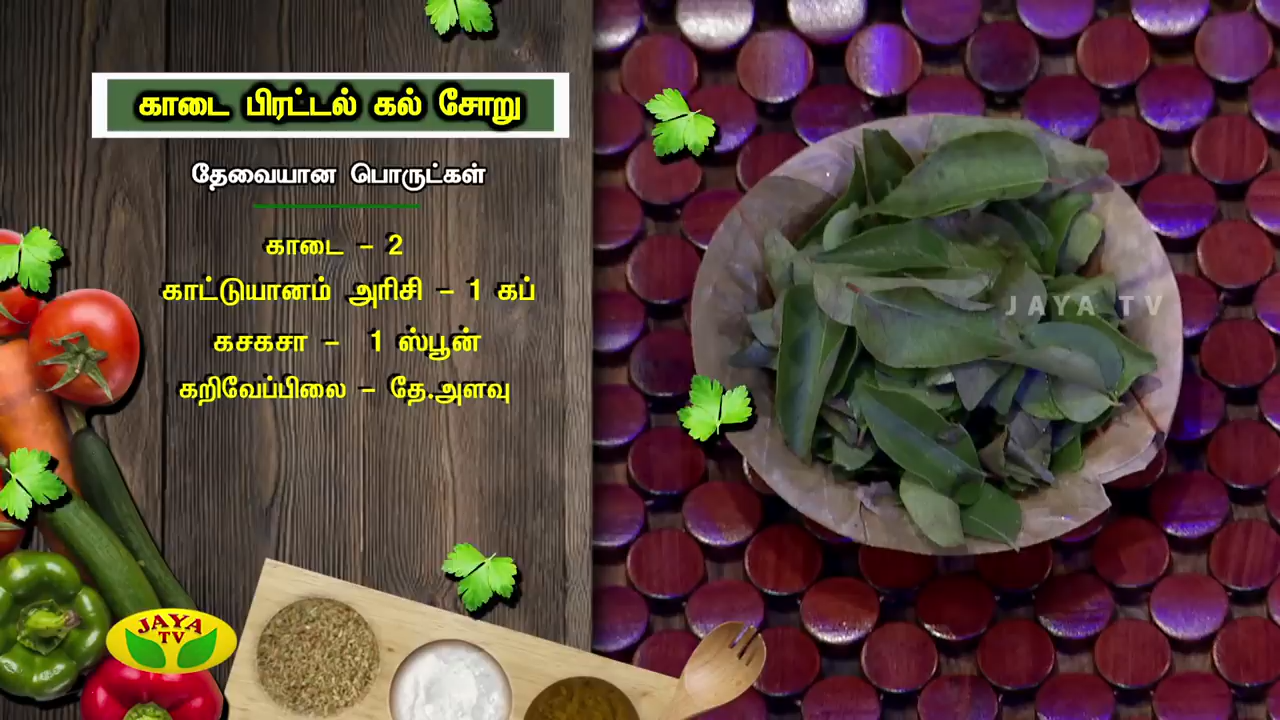 காடை பிரட்டல் கல் சோறு
தேவையான பொருட்கள்
காடை - 2
காட்டுயானம் அரிசி - 1 கப்
கசகசா - 1 ஸ்பூன்
கறிவேப்பிலை - தே.அளவு
JAYA TV
JAYA
TV